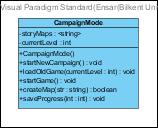 Visual Paradigm Standard(Ensar(Bilkent Un
CampaignMode
-storyMaps : <string>
-currentLevel : int
+CampaignMode()
+startNewCampaign() : void
+loadOldGame(currentLevel : int) : void
+startGame() : void
+createMap(str : string) : boolean
+saveProgress(int : int) : void